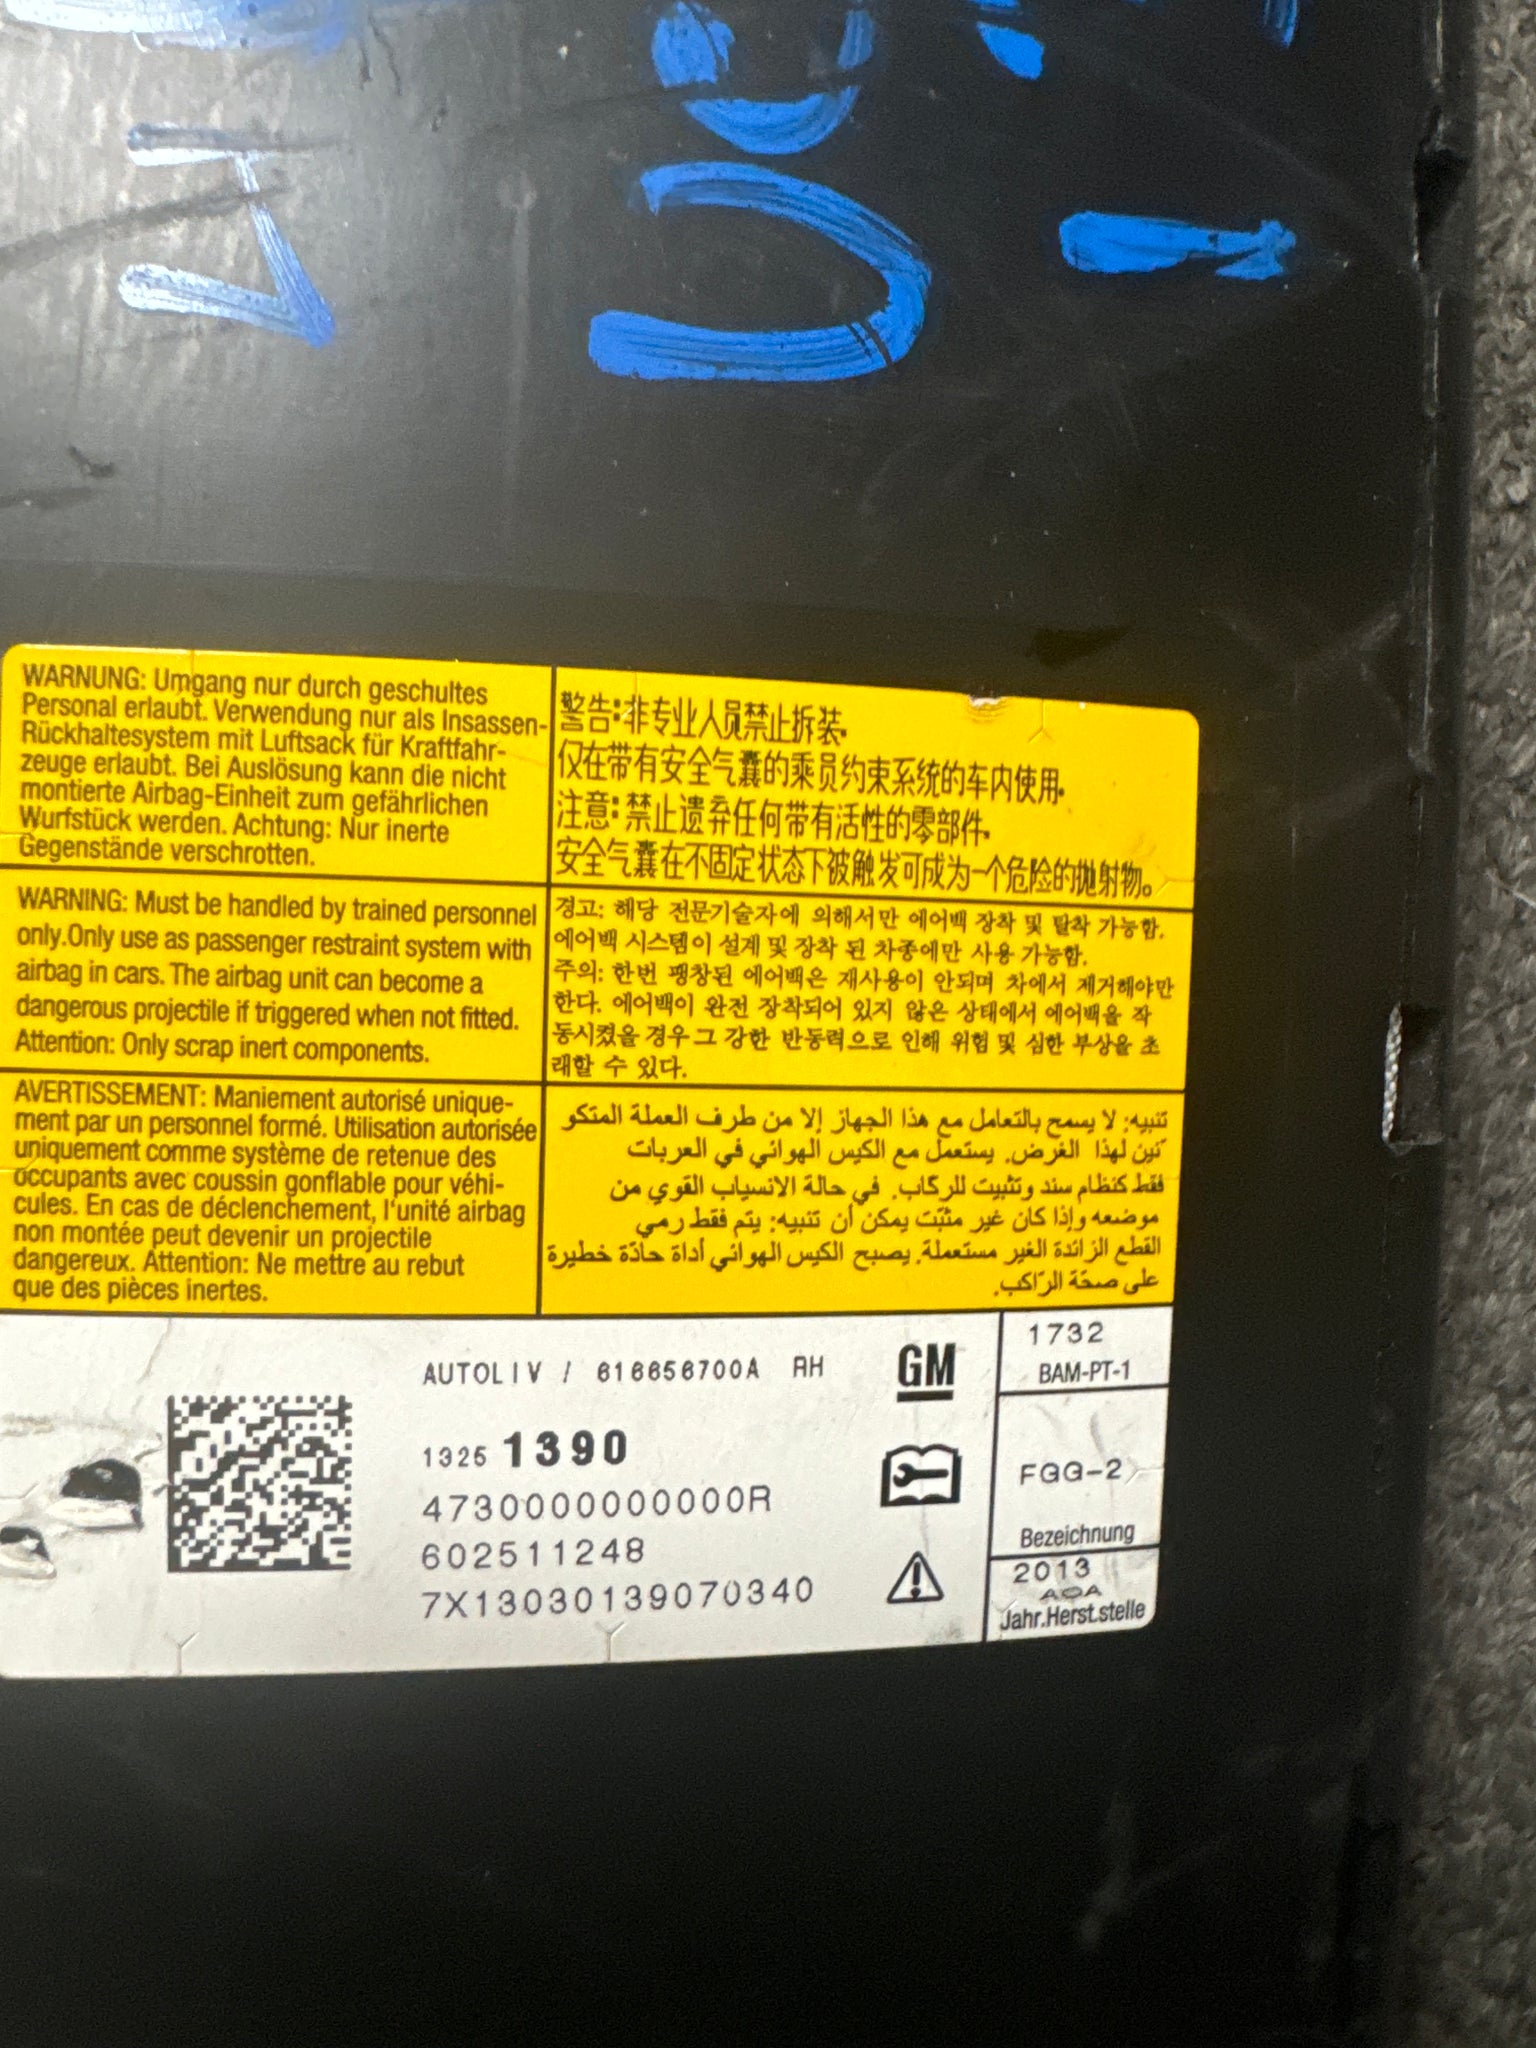 WARNUNG: Umgang nur durch geschultes
Personal erlaubt. Verwendung nur als Insassen-
Rückhaltesystem mit Luftsack für Kraftfahr-
zeuge erlaubt. Bei Auslösung kann die nicht
montierte Airbag-Einheit zum gefährlichen
Wurfstück werden. Achtung: Nur inerte
Gegenstände verschrotten.
警告:非专业人员禁止拆装.
仅在带有安全气囊的乘员约束系统的车内使用.
注意:禁止遗弃任何带有活性的零部件.
安全气囊在不固定状态下被触发可成为一个危险的抛射物。
WARNING: Must be handled by trained personnel
only.Only use as passenger restraint system with
airbag in cars. The airbag unit can become a
dangerous projectile if triggered when not fitted.
Attention: Only scrap inert components.
경고: 해당 전문기술자에 의해서만 에어백 장착 및 탈착 가능함.
에어백 시스템이 설계 및 장착 된 차종에만 사용 가능함.
주의: 한번 팽창된 에어백은 재사용이 안되며 차에서 제거해야만
한다. 에어백이 완전 장착되어 있지 않은 상태에서 에어백을 작
동시켰을 경우 그 강한 반동력으로 인해 위험 및 심한 부상을 초
래할 수 있다.
AVERTISSEMENT: Maniement autorisé unique-
ment par un personnel formé. Utilisation autorisée
uniquement comme système de retenue des
occupants avec coussin gonflable pour véhi-
cules. En cas de déclenchement, l'unité airbag
non montée peut devenir un projectile
dangereux. Attention: Ne mettre au rebut
que des pièces inertes.
تنبيه: لا يسمح بالتعامل مع هذا الجهاز إلا من طرف العملة المتكو
ّنين لهذا الغرض. يستعمل مع الكيس الهوائي في العربات
فقط كنظام سند وتثبيت للركّاب. في حالة الانسياب القوي من
موضعه وإذا كان غير مثبّت يمكن أن تنبيه: يتم فقط رمي
القطع الزائدة الغير مستعملة. يصبح الكيس الهوائي أداة حادّة خطيرة
على صحّة الرّاكب.
AUTOLIV / 616656700A RH
1325 1390
4730000000000R
602511248
7X13030139070340
GM
1732
BAM-PT-1
FGG-2
Bezeichnung
2013
AOA
Jahr.Herst.stelle